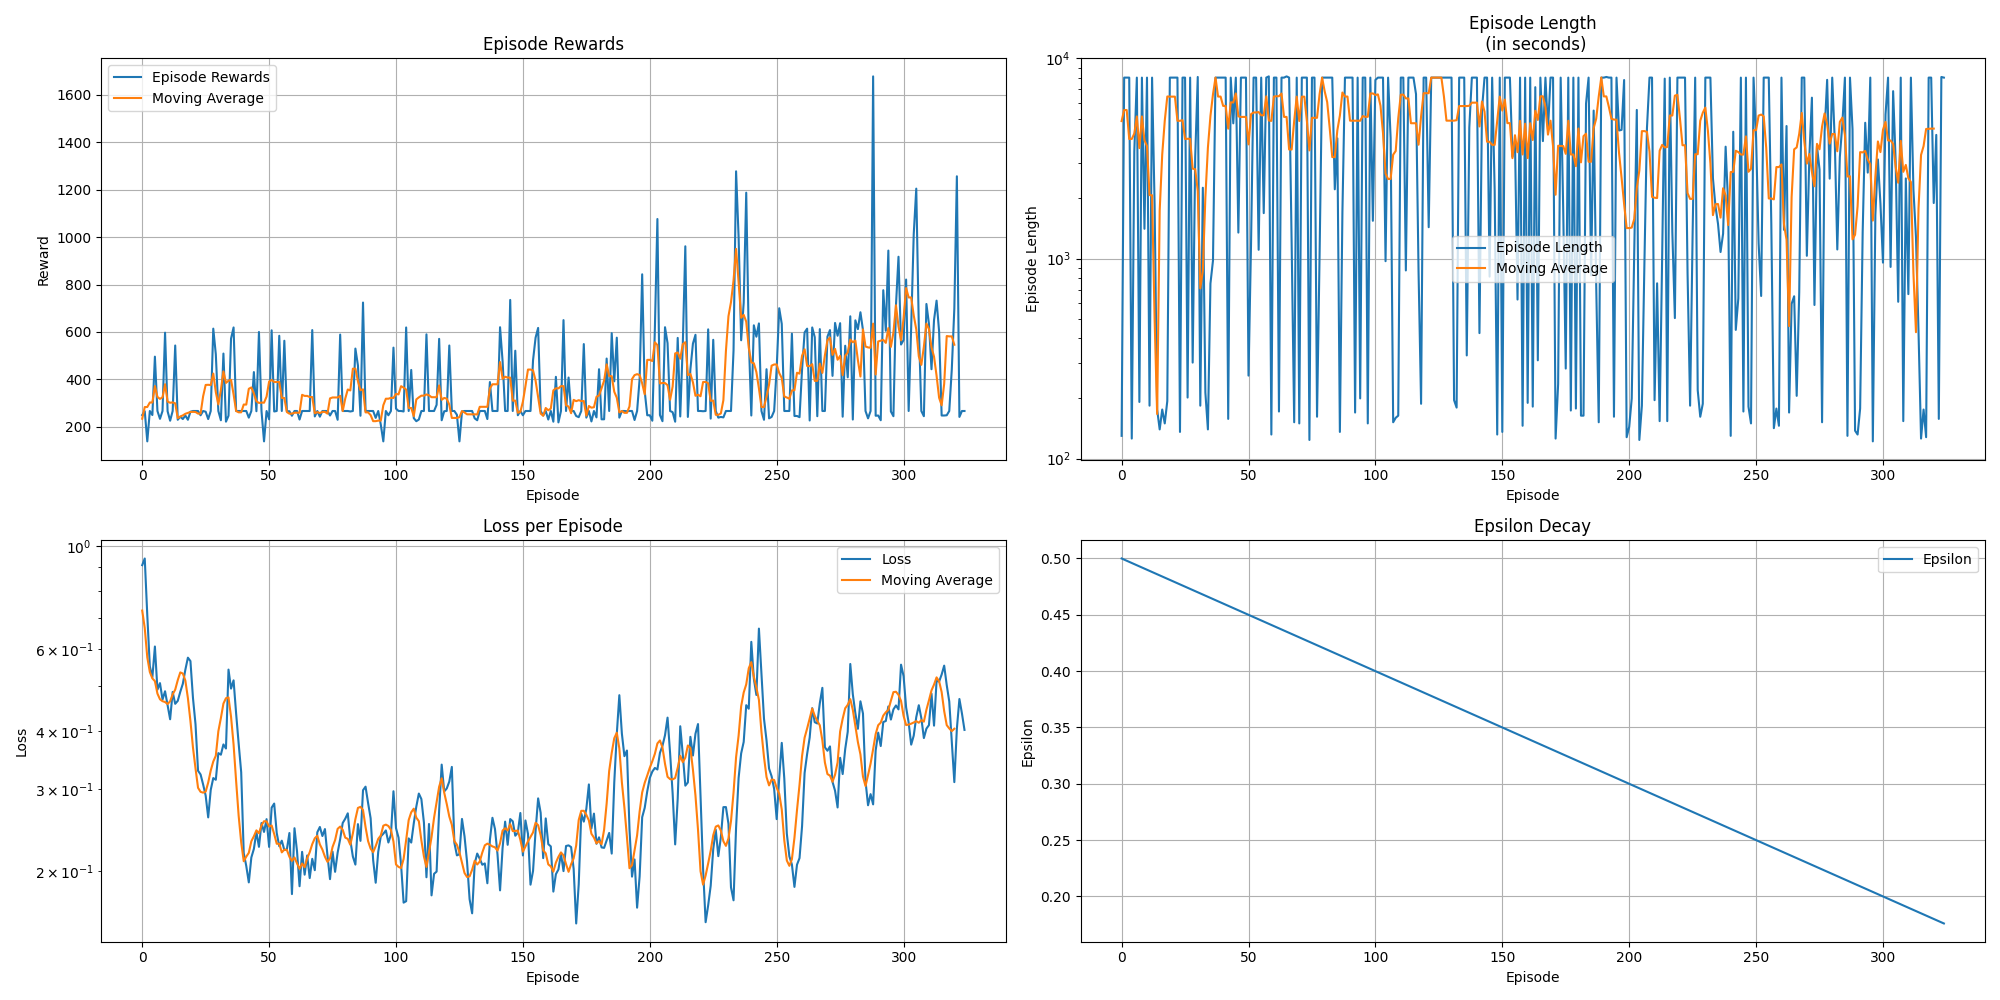 Episode Rewards
Episode Rewards
Moving Average
1600
1400
1200
1000
800
600
400
200
Reward
0 50 100 150 200 250 300
Episode
Episode Length
(in seconds)
10^4
10^3
10^2
Episode Length
Episode Length
Moving Average
0 50 100 150 200 250 300
Episode
Loss per Episode
Loss
Moving Average
10^0
6 × 10^-1
4 × 10^-1
3 × 10^-1
2 × 10^-1
Loss
0 50 100 150 200 250 300
Episode
Epsilon Decay
Epsilon
0.50
0.45
0.40
0.35
0.30
0.25
0.20
Epsilon
0 50 100 150 200 250 300
Episode